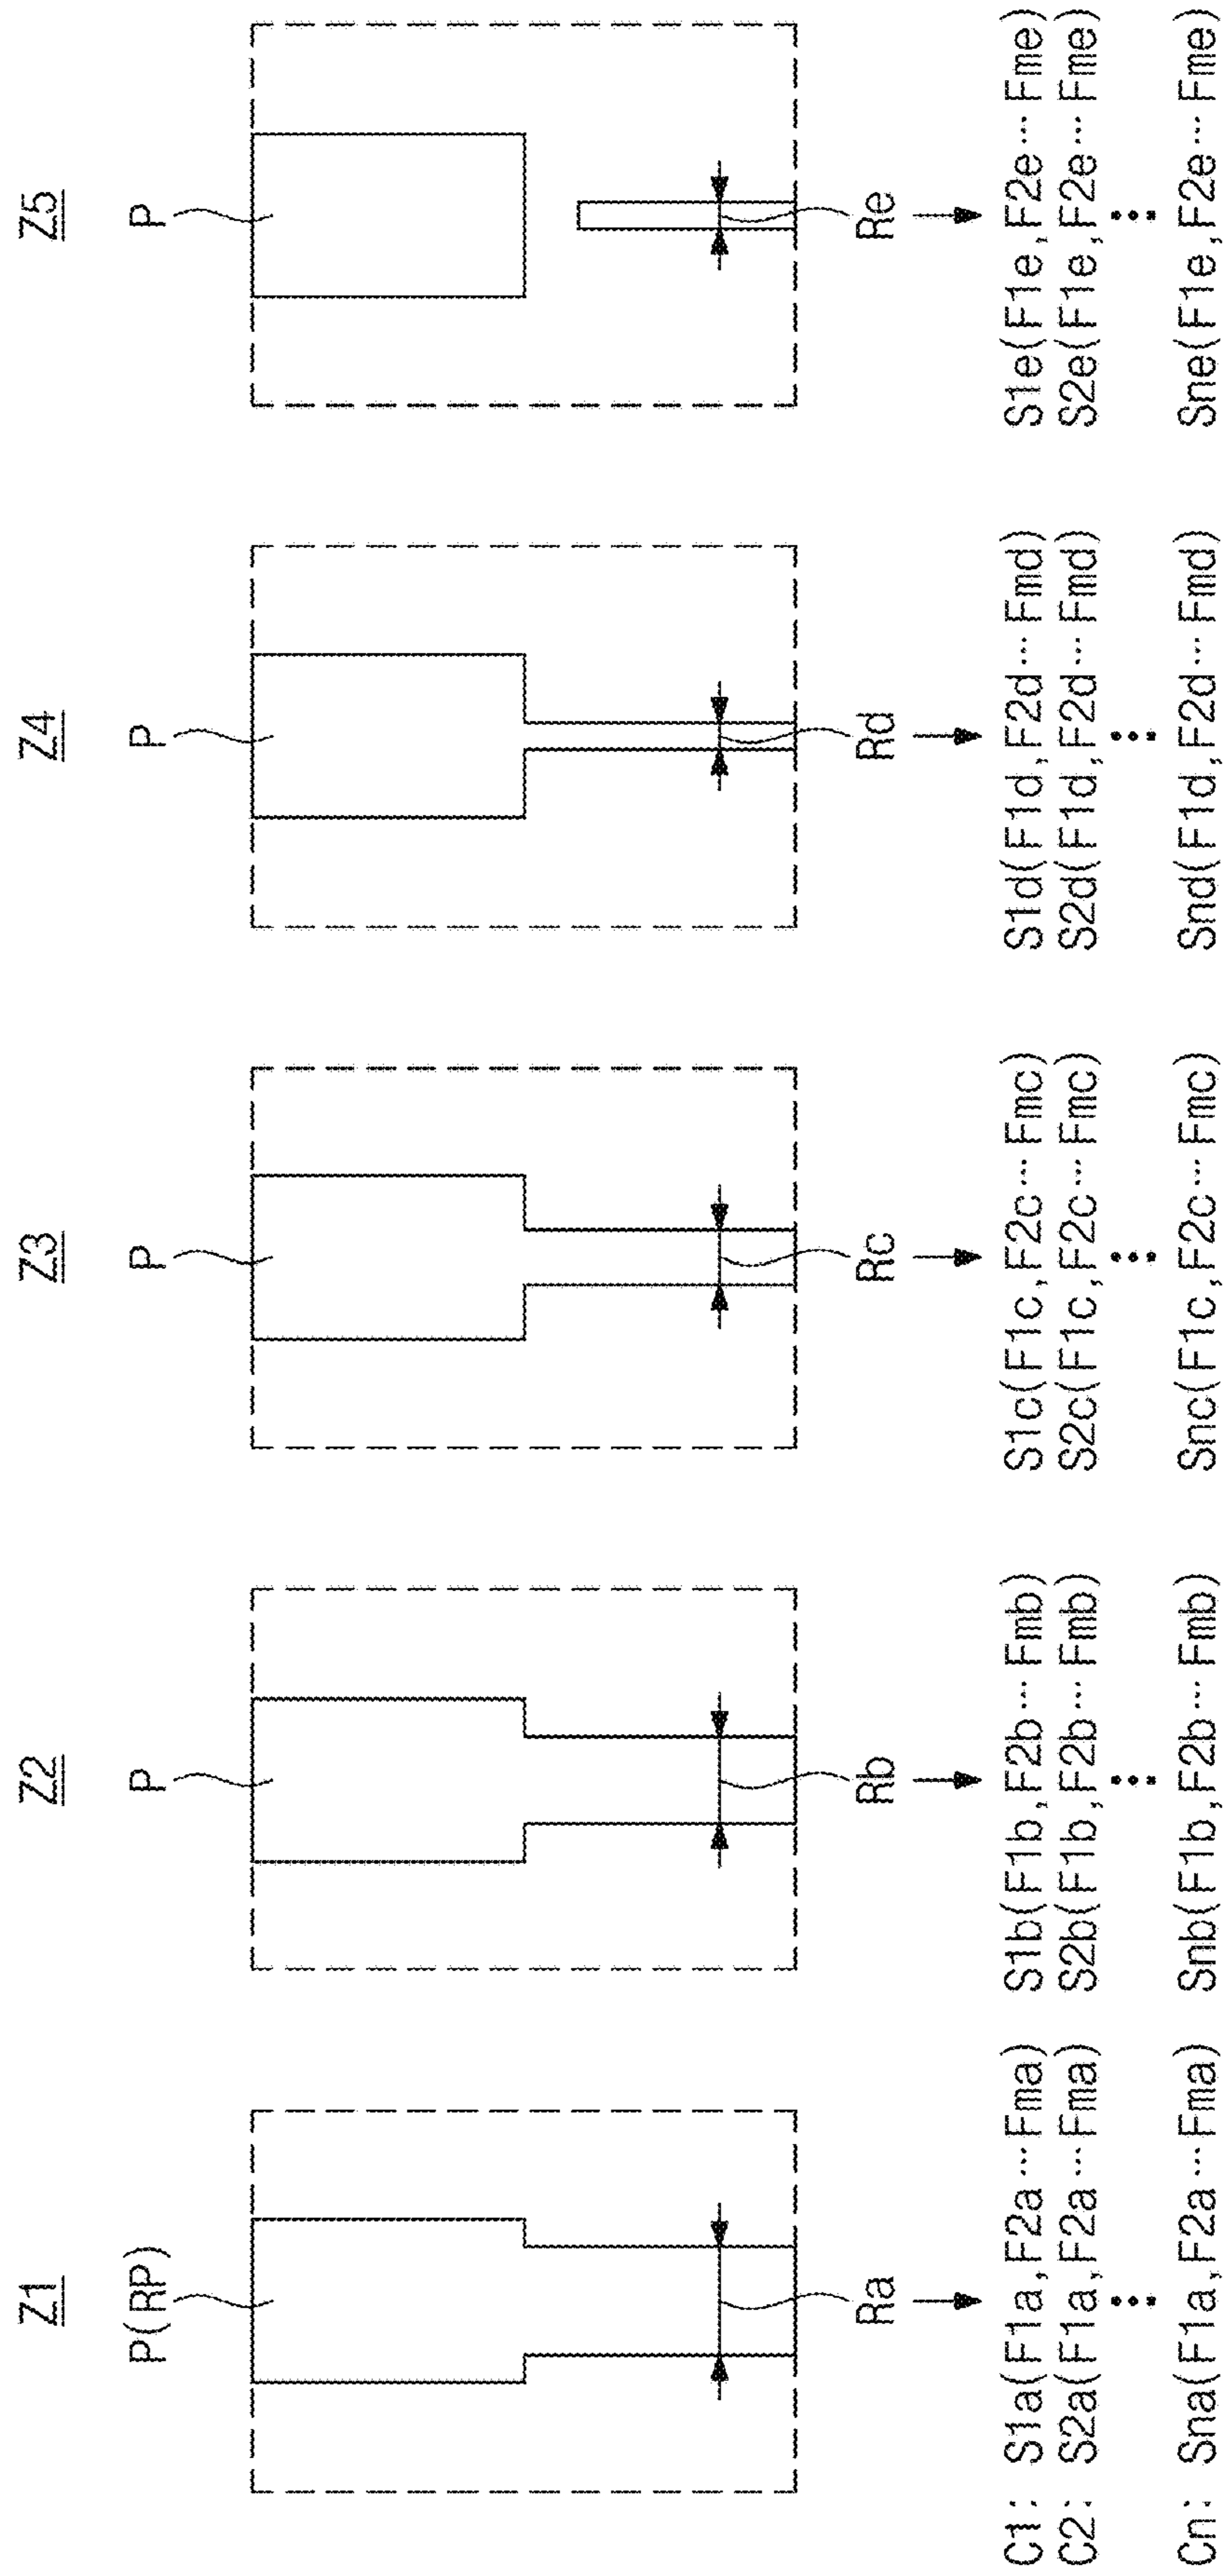 Z1 Z2 Z3 Z4 Z5
P(RP) P P P P
Ra Rb Rc Rd Re
C1: S1a(F1a,F2a···Fma) S1b(F1b,F2b···Fmb) S1c(F1c,F2c···Fmc) S1d(F1d,F2d···Fmd) S1e(F1e,F2e···Fme)
C2: S2a(F1a,F2a···Fma) S2b(F1b,F2b···Fmb) S2c(F1c,F2c···Fmc) S2d(F1d,F2d···Fmd) S2e(F1e,F2e···Fme)
Cn: Sna(F1a,F2a···Fma) Snb(F1b,F2b···Fmb) Snc(F1c,F2c···Fmc) Snd(F1d,F2d···Fmd) Sne(F1e,F2e···Fme)